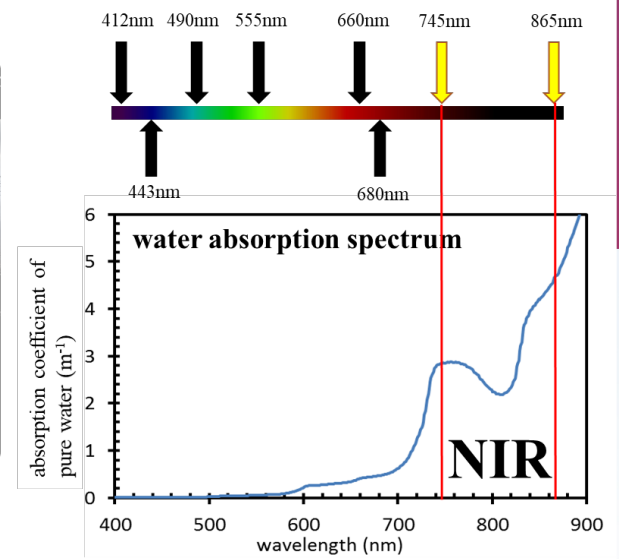 412nm 490nm 555nm 660nm 745nm 865nm
443nm 680nm
water absorption spectrum
absorption coefficient of
pure water (m⁻¹)
6
5
4
3
2
1
0
NIR
400 500 600 700 800 900
wavelength (nm)